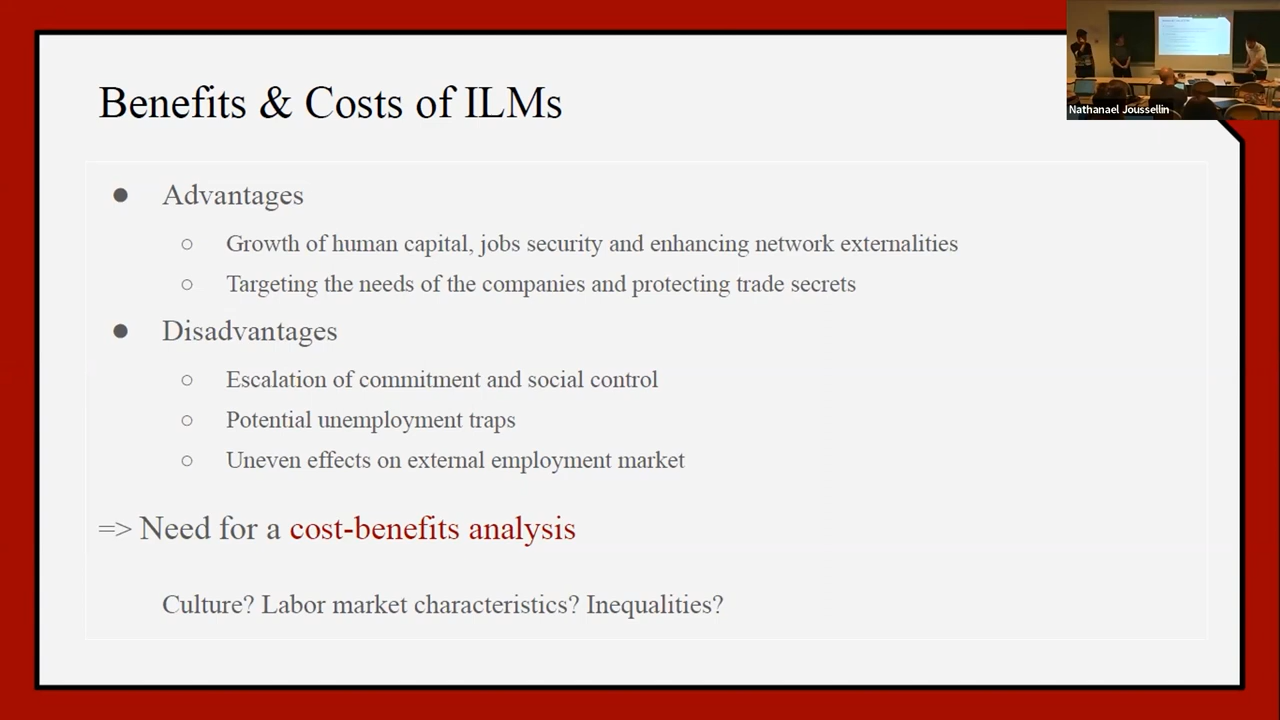 Benefits & Costs of ILMs
Nathanael Joussellin
● Advantages
○ Growth of human capital, jobs security and enhancing network externalities
○ Targeting the needs of the companies and protecting trade secrets
● Disadvantages
○ Escalation of commitment and social control
○ Potential unemployment traps
○ Uneven effects on external employment market
=> Need for a cost-benefits analysis
Culture? Labor market characteristics? Inequalities?